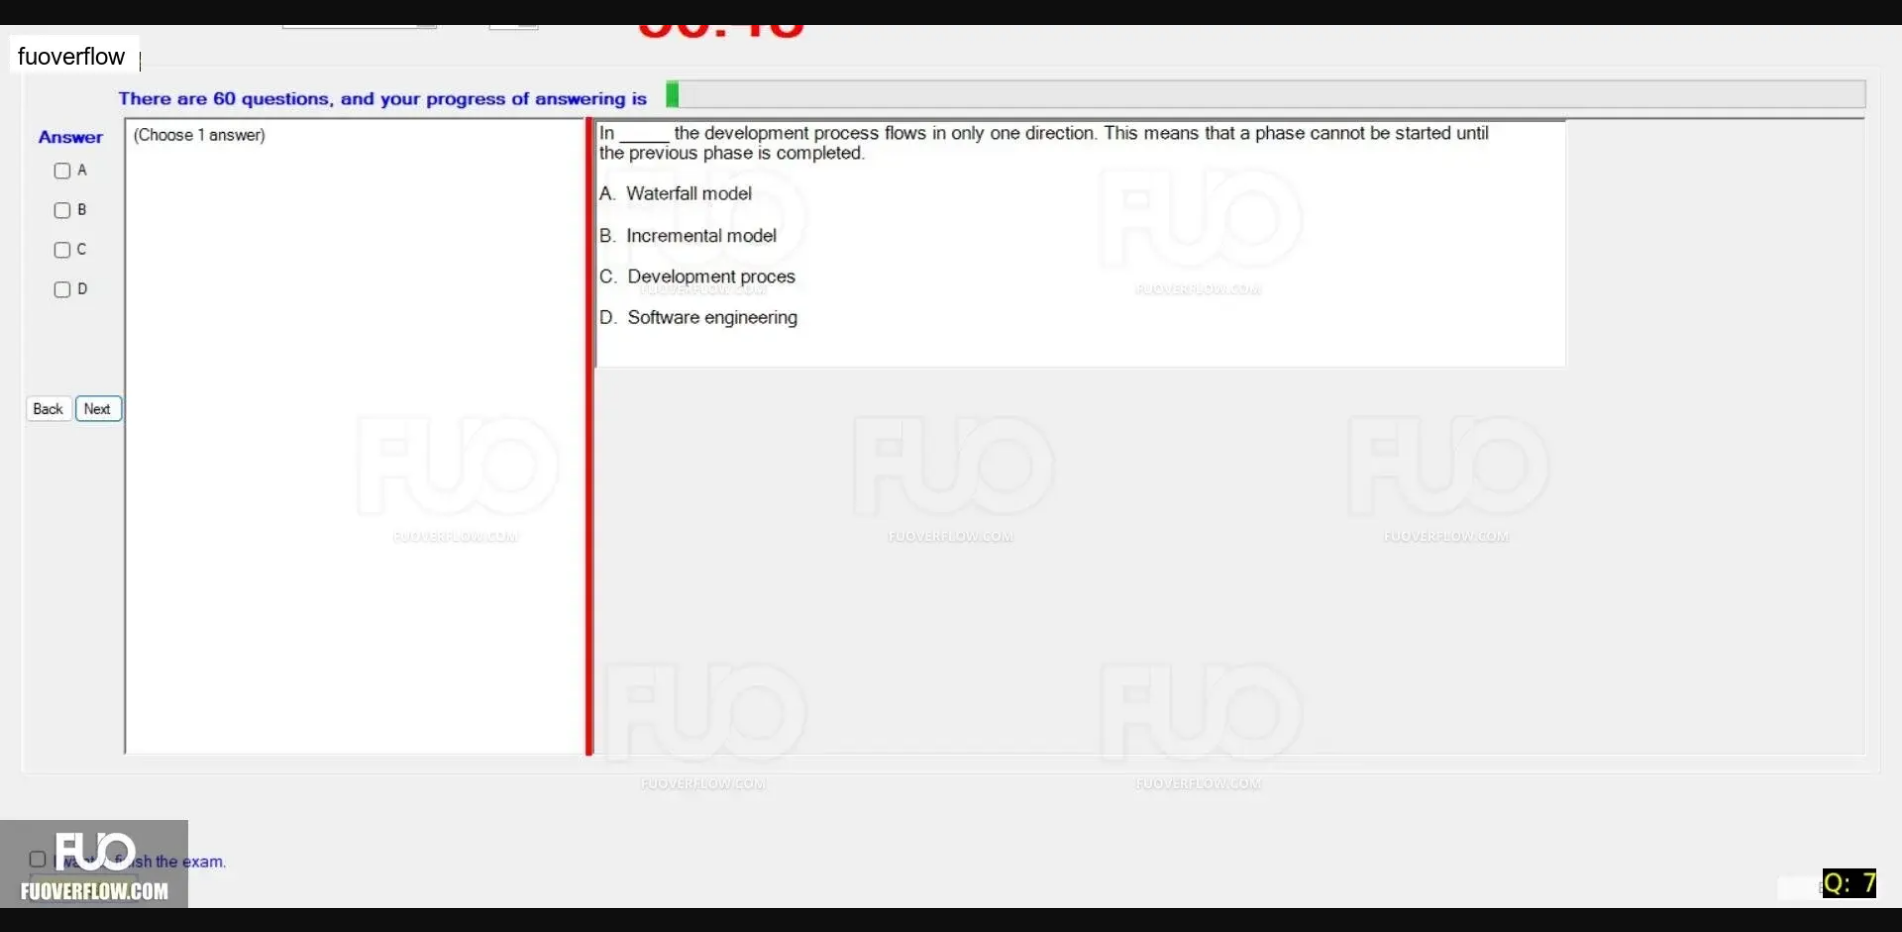 fuoverflow
There are 60 questions, and your progress of answering is
Answer
(Choose 1 answer)
A
B
C
D
Back Next
In _____ the development process flows in only one direction. This means that a phase cannot be started until
the previous phase is completed.
A. Waterfall model
B. Incremental model
C. Development proces
D. Software engineering
FUO
FUOVERFLOW.COM
FUO
FUOVERFLOW.COM
FUO
FUOVERFLOW.COM
FUO
FUOVERFLOW.COM
FUO
FUOVERFLOW.COM
FUO
FUOVERFLOW.COM
FUO
FUOVERFLOW.COM
the exam.
FUO
FUOVERFLOW.COM
Q: 7